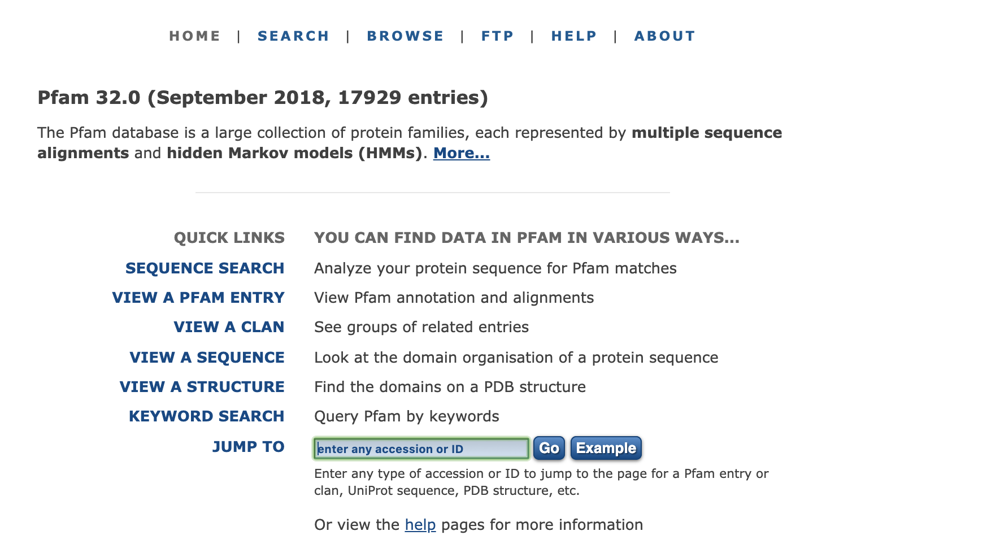 HOME | SEARCH | BROWSE | FTP | HELP | ABOUT
Pfam 32.0 (September 2018, 17929 entries)
The Pfam database is a large collection of protein families, each represented by multiple sequence
alignments and hidden Markov models (HMMs). More...
QUICK LINKS YOU CAN FIND DATA IN PFAM IN VARIOUS WAYS...
SEQUENCE SEARCH Analyze your protein sequence for Pfam matches
VIEW A PFAM ENTRY View Pfam annotation and alignments
VIEW A CLAN See groups of related entries
VIEW A SEQUENCE Look at the domain organisation of a protein sequence
VIEW A STRUCTURE Find the domains on a PDB structure
KEYWORD SEARCH Query Pfam by keywords
JUMP TO enter any accession or ID Go Example
Enter any type of accession or ID to jump to the page for a Pfam entry or
clan, UniProt sequence, PDB structure, etc.
Or view the help pages for more information